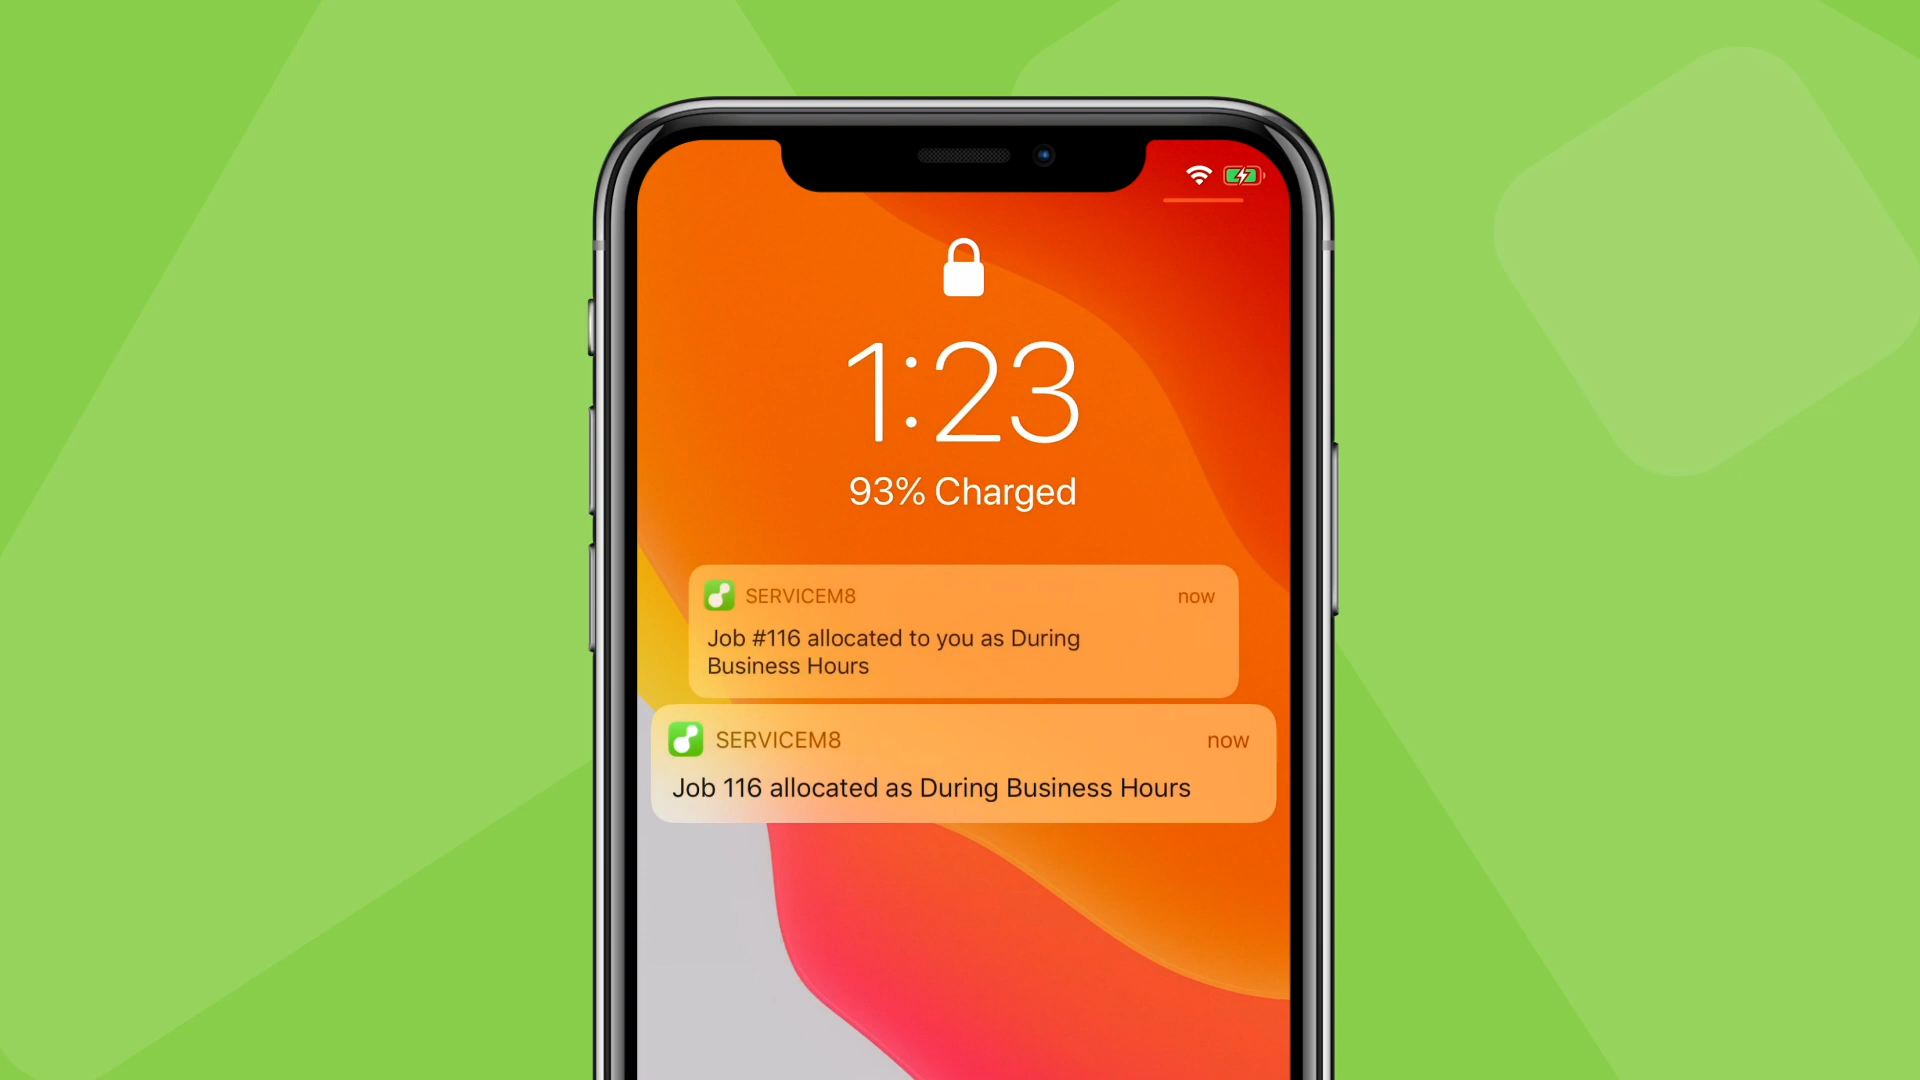 1:23
93% Charged
SERVICEM8 now
Job #116 allocated to you as During
Business Hours
SERVICEM8 now
Job 116 allocated as During Business Hours